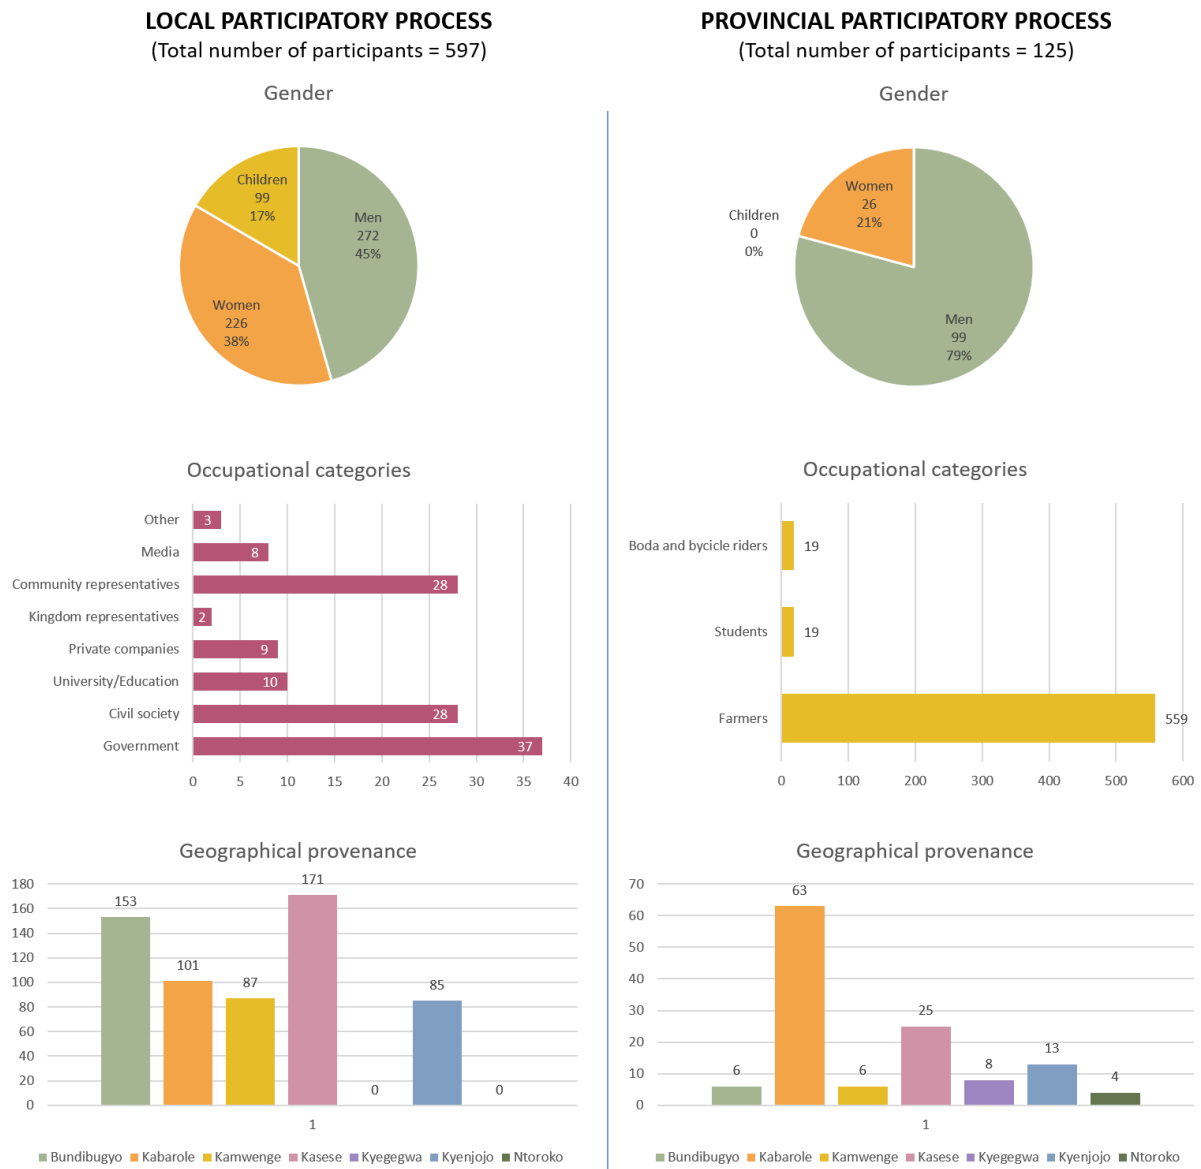 LOCAL PARTICIPATORY PROCESS
(Total number of participants = 597)
Gender
Children
99
17%
Men
272
45%
Women
226
38%
Occupational categories
Other
3
Media
8
Community representatives
28
Kingdom representatives
2
Private companies
9
University/Education
10
Civil society
28
Government
37
0 5 10 15 20 25 30 35 40
Geographical provenance
180
160
140
120
100
80
60
40
20
0
153
101
87
171
0
85
0
1
Bundibugyo Kabarole Kamwenge Kasese Kyegegwa Kyenjojo Ntoroko
PROVINCIAL PARTICIPATORY PROCESS
(Total number of participants = 125)
Gender
Women
26
21%
Children
0
0%
Men
99
79%
Occupational categories
Boda and bycicle riders
19
Students
19
Farmers
559
0 100 200 300 400 500 600
Geographical provenance
70
60
50
40
30
20
10
0
6
63
6
25
8
13
4
1
Bundibugyo Kabarole Kamwenge Kasese Kyegegwa Kyenjojo Ntoroko